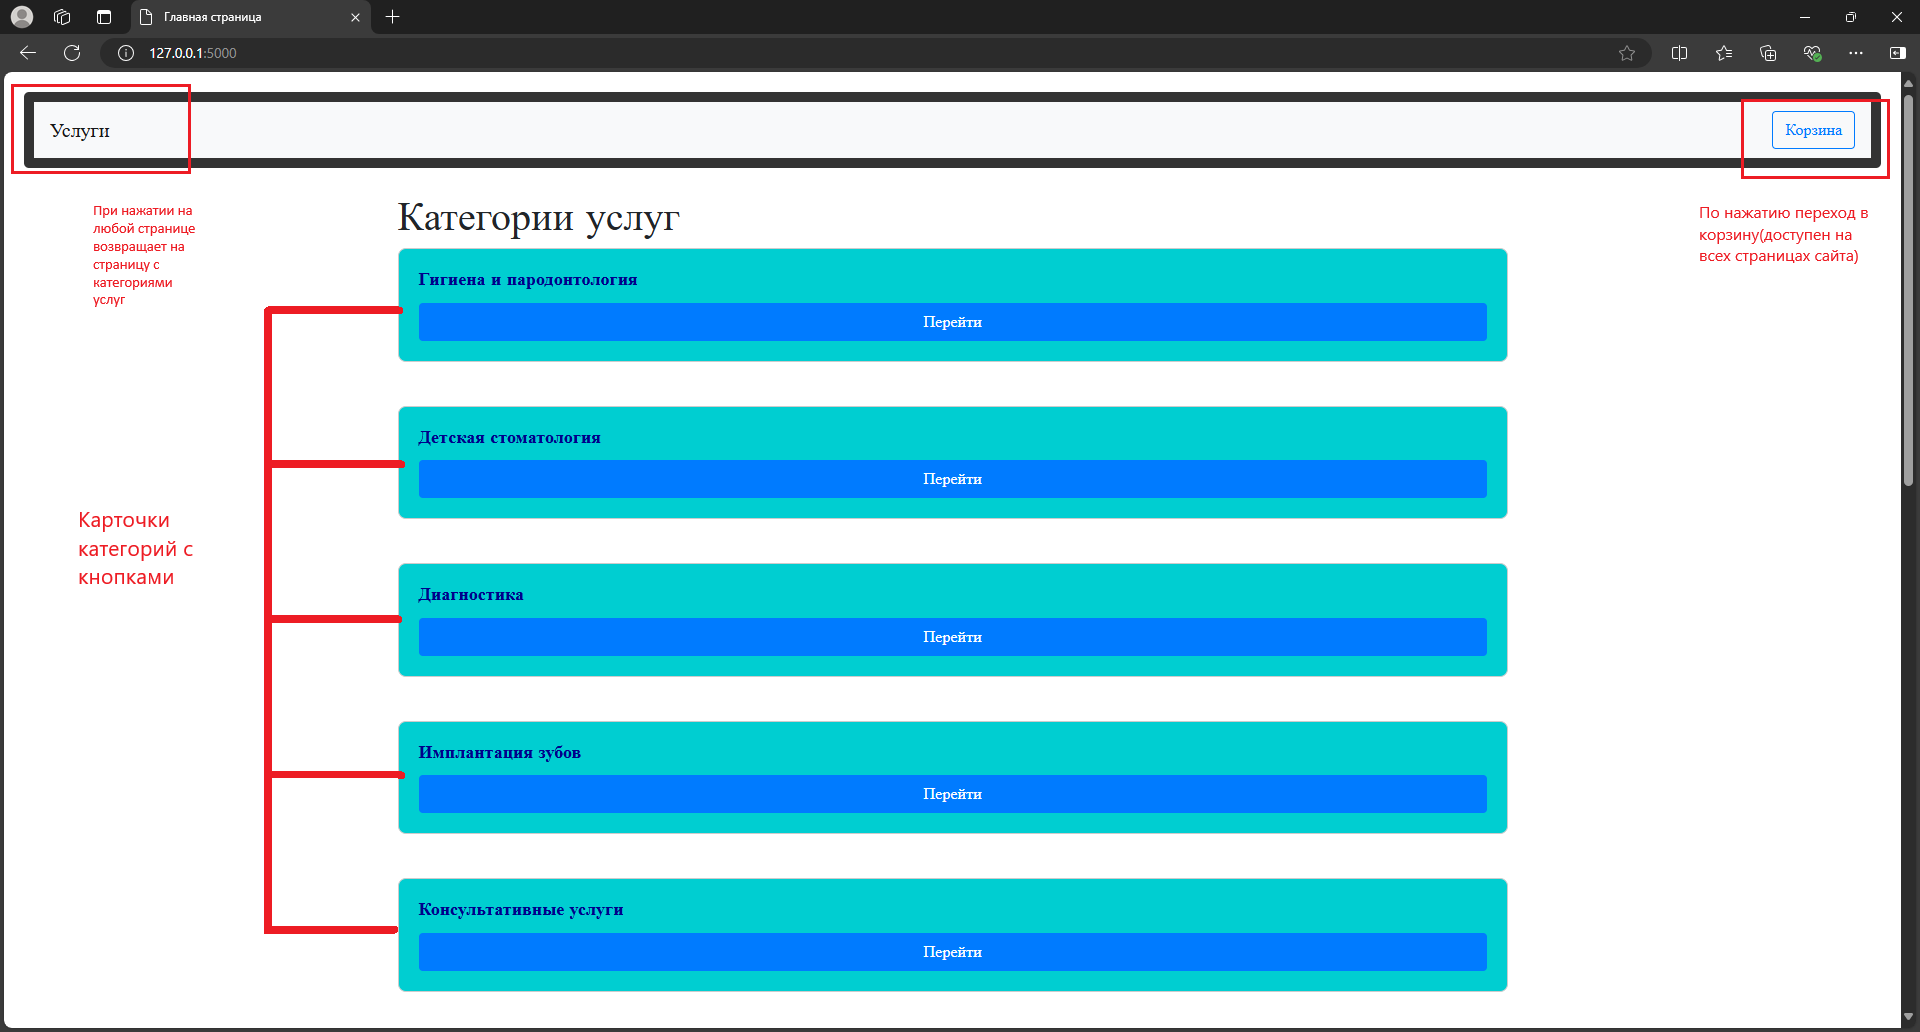 Главная страница
127.0.0.1:5000
Услуги
Корзина
При нажатии на
любой странице
возвращает на
страницу с
категориями
услуг
Категории услуг
По нажатию переход в
корзину(доступен на
всех страницах сайта)
Гигиена и пародонтология
Перейти
Детская стоматология
Перейти
Карточки
категорий с
кнопками
Диагностика
Перейти
Имплантация зубов
Перейти
Консультативные услуги
Перейти